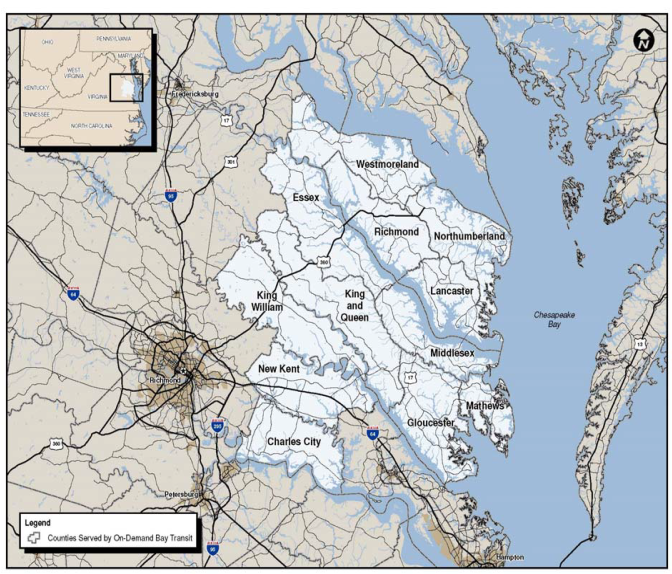 OHIO
PENNSYLVANIA
MARYLAND
WEST
VIRGINIA
KENTUCKY
VIRGINIA
TENNESSEE
NORTH CAROLINA
N
Fredericksburg
17
301
95
Westmoreland
Essex
Richmond
Northumberland
360
64
King
William
King
and
Queen
Lancaster
Chesapeake
Bay
13
Middlesex
New Kent
17
Richmond
Mathews
Gloucester
295
64
Charles City
360
Petersburg
Legend
Counties Served by On-Demand Bay Transit
95
Hampton